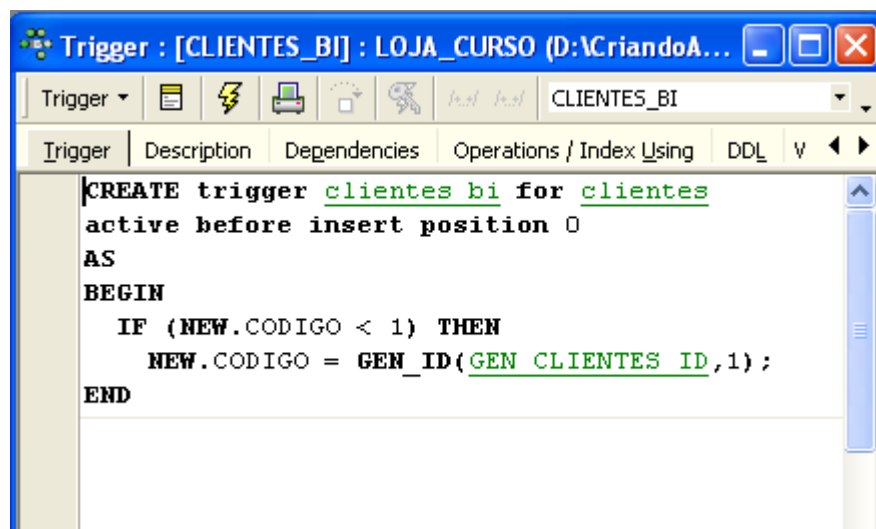 Trigger : [CLIENTES_BI] : LOJA_CURSO (D:\CriandoA...
Trigger CLIENTES_BI
Trigger Description Dependencies Operations / Index Using DDL V
CREATE trigger clientes_bi for clientes
active before insert position 0
AS
BEGIN
IF (NEW.CODIGO < 1) THEN
NEW.CODIGO = GEN_ID(GEN_CLIENTES_ID,1);
END